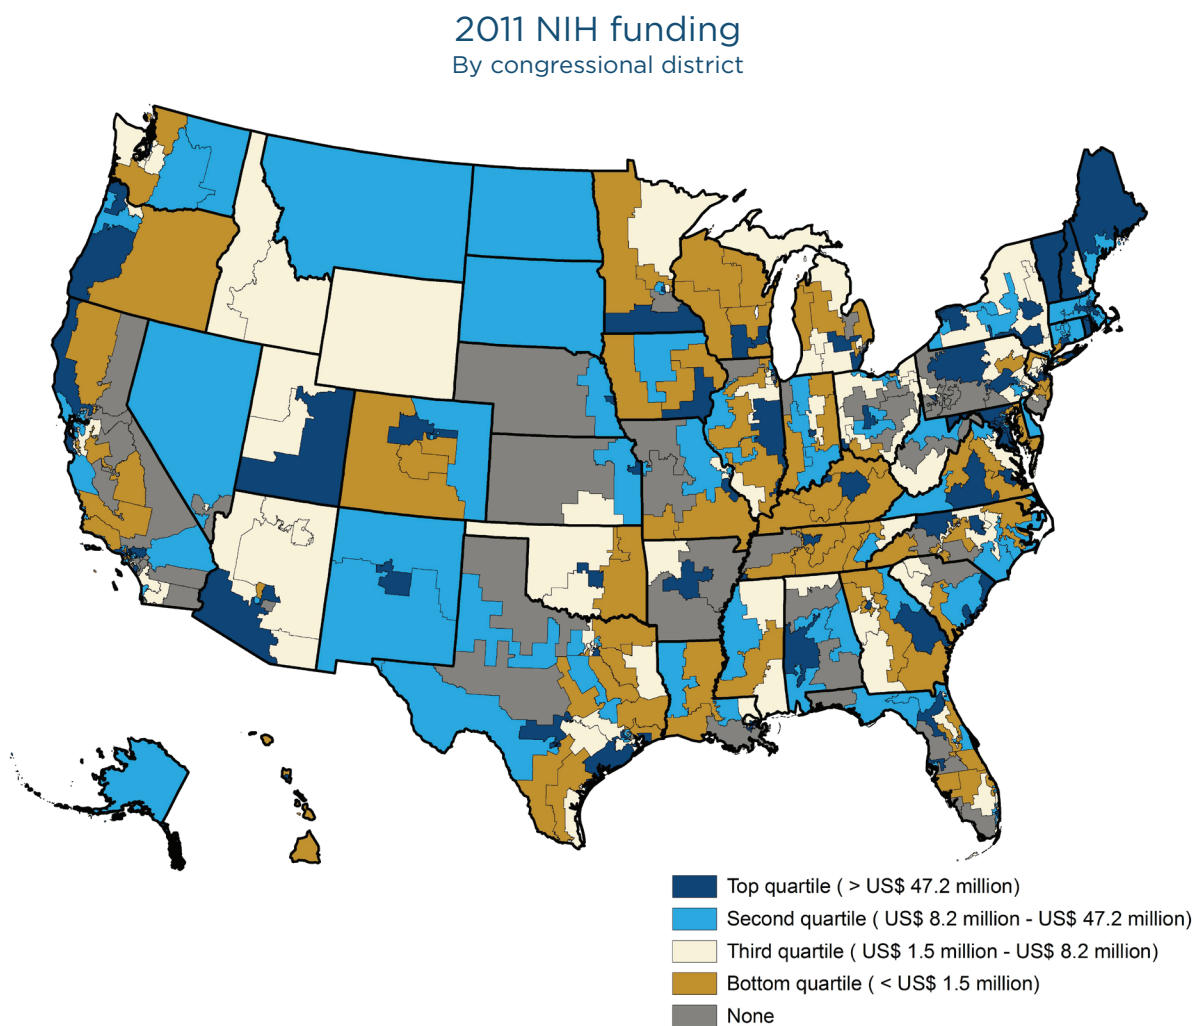 2011 NIH funding
By congressional district
Top quartile ( > US$ 47.2 million)
Second quartile ( US$ 8.2 million - US$ 47.2 million)
Third quartile ( US$ 1.5 million - US$ 8.2 million)
Bottom quartile ( < US$ 1.5 million)
None